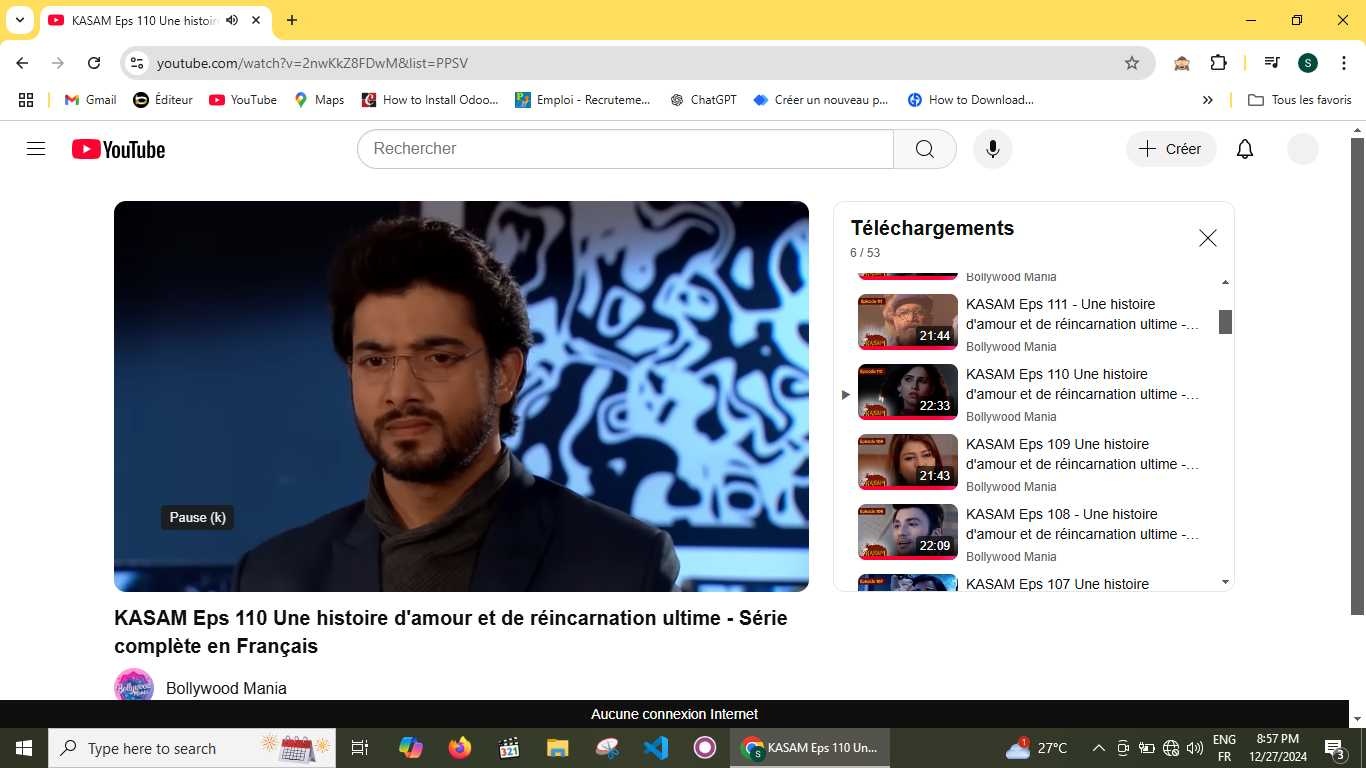 KASAM Eps 110 Une histoir
youtube.com/watch?v=2nwKkZ8FDwM&list=PPSV
S
Gmail
Éditeur
YouTube
Maps
How to Install Odoo...
Emploi - Recruteme...
ChatGPT
Créer un nouveau p...
How to Download...
Tous les favoris
YouTube
Rechercher
Créer
Téléchargements
6 / 53
Bollywood Mania
KASAM Eps 111 - Une histoire
d'amour et de réincarnation ultime -...
21:44
Bollywood Mania
KASAM Eps 110 Une histoire
d'amour et de réincarnation ultime -...
22:33
Bollywood Mania
KASAM Eps 109 Une histoire
d'amour et de réincarnation ultime -...
21:43
Bollywood Mania
KASAM Eps 108 - Une histoire
d'amour et de réincarnation ultime -...
22:09
Bollywood Mania
KASAM Eps 107 Une histoire
Pause (k)
KASAM Eps 110 Une histoire d'amour et de réincarnation ultime - Série
complète en Français
Bollywood Mania
Aucune connexion Internet
Type here to search
321
KASAM Eps 110 Un...
27°C
ENG
FR
8:57 PM
12/27/2024
3